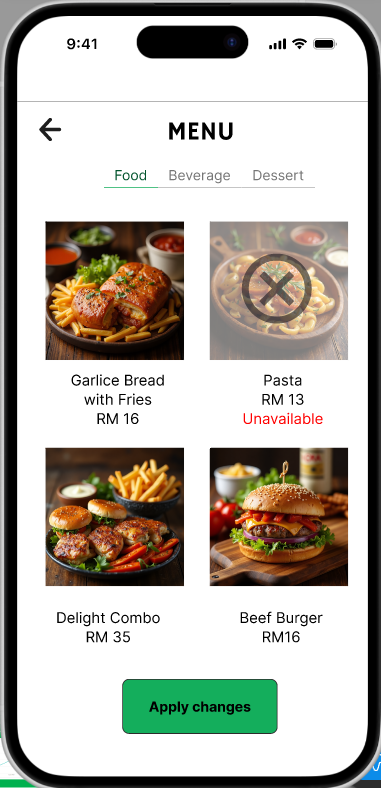 9:41
MENU
Food Beverage Dessert
Garlice Bread
with Fries
RM 16
Pasta
RM 13
Unavailable
Delight Combo
RM 35
Beef Burger
RM16
Apply changes